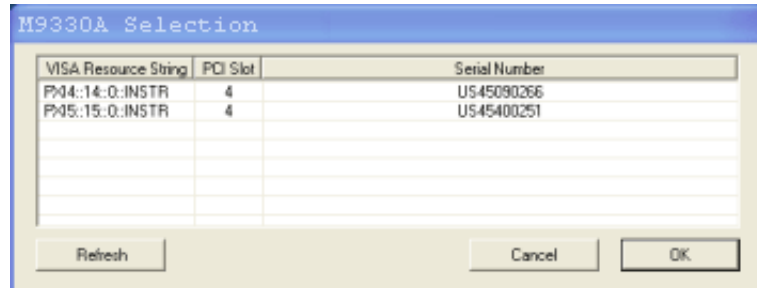 M9330A Selection
VISA Resource String PCI Slot Serial Number
PXI4::14::0::INSTR 4 US45090266
PXI5::15::0::INSTR 4 US45400251
Refresh Cancel OK